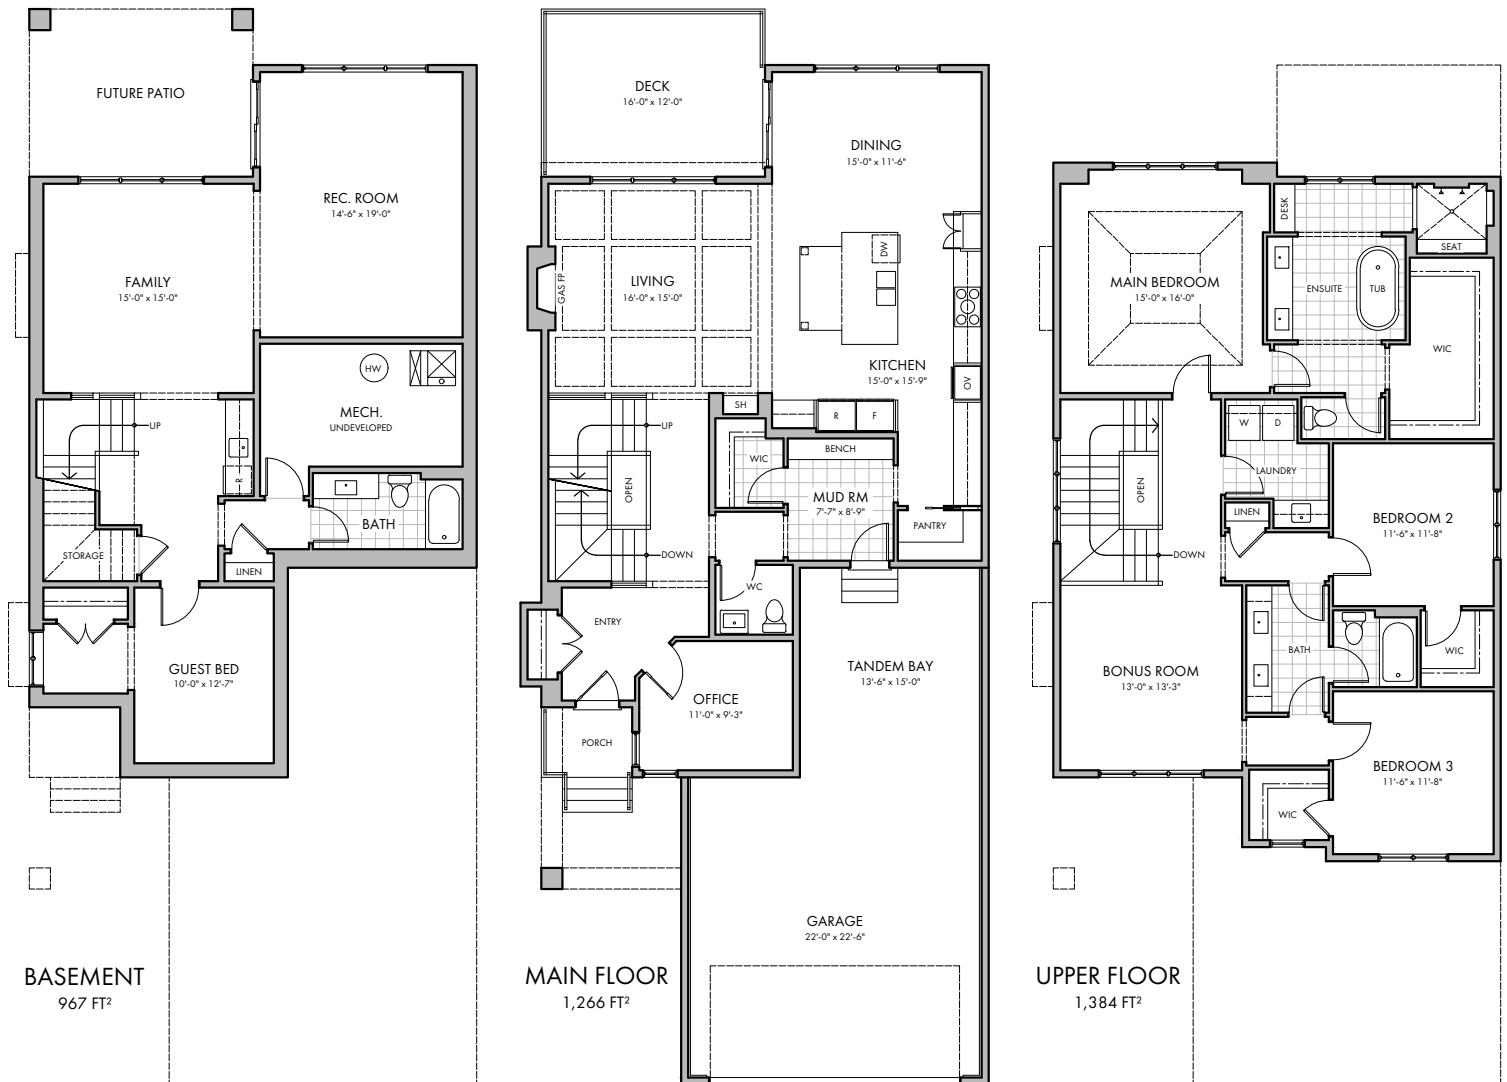 FUTURE PATIO
REC. ROOM
14'-6" x 19'-0"
FAMILY
15'-0" x 15'-0"
HW
MECH.
UNDEVELOPED
UP
R
BATH
STORAGE
LINEN
GUEST BED
10'-0" x 12'-7"
BASEMENT
967 FT²
DECK
16'-0" x 12'-0"
DINING
15'-0" x 11'-6"
DW
GAS FP
LIVING
16'-0" x 15'-0"
KITCHEN
15'-0" x 15'-9"
OV
SH
R
F
UP
BENCH
WIC
OPEN
MUD RM
7'-7" x 8'-9"
PANTRY
DOWN
WC
ENTRY
TANDEM BAY
13'-6" x 15'-0"
OFFICE
11'-0" x 9'-3"
PORCH
GARAGE
22'-0" x 22'-6"
MAIN FLOOR
1,266 FT²
DESK
SEAT
MAIN BEDROOM
15'-0" x 16'-0"
ENSUITE
TUB
WIC
W
D
LAUNDRY
OPEN
LINEN
BEDROOM 2
11'-6" x 11'-8"
DOWN
BATH
WIC
BONUS ROOM
13'-0" x 13'-3"
BEDROOM 3
11'-6" x 11'-8"
WIC
UPPER FLOOR
1,384 FT²